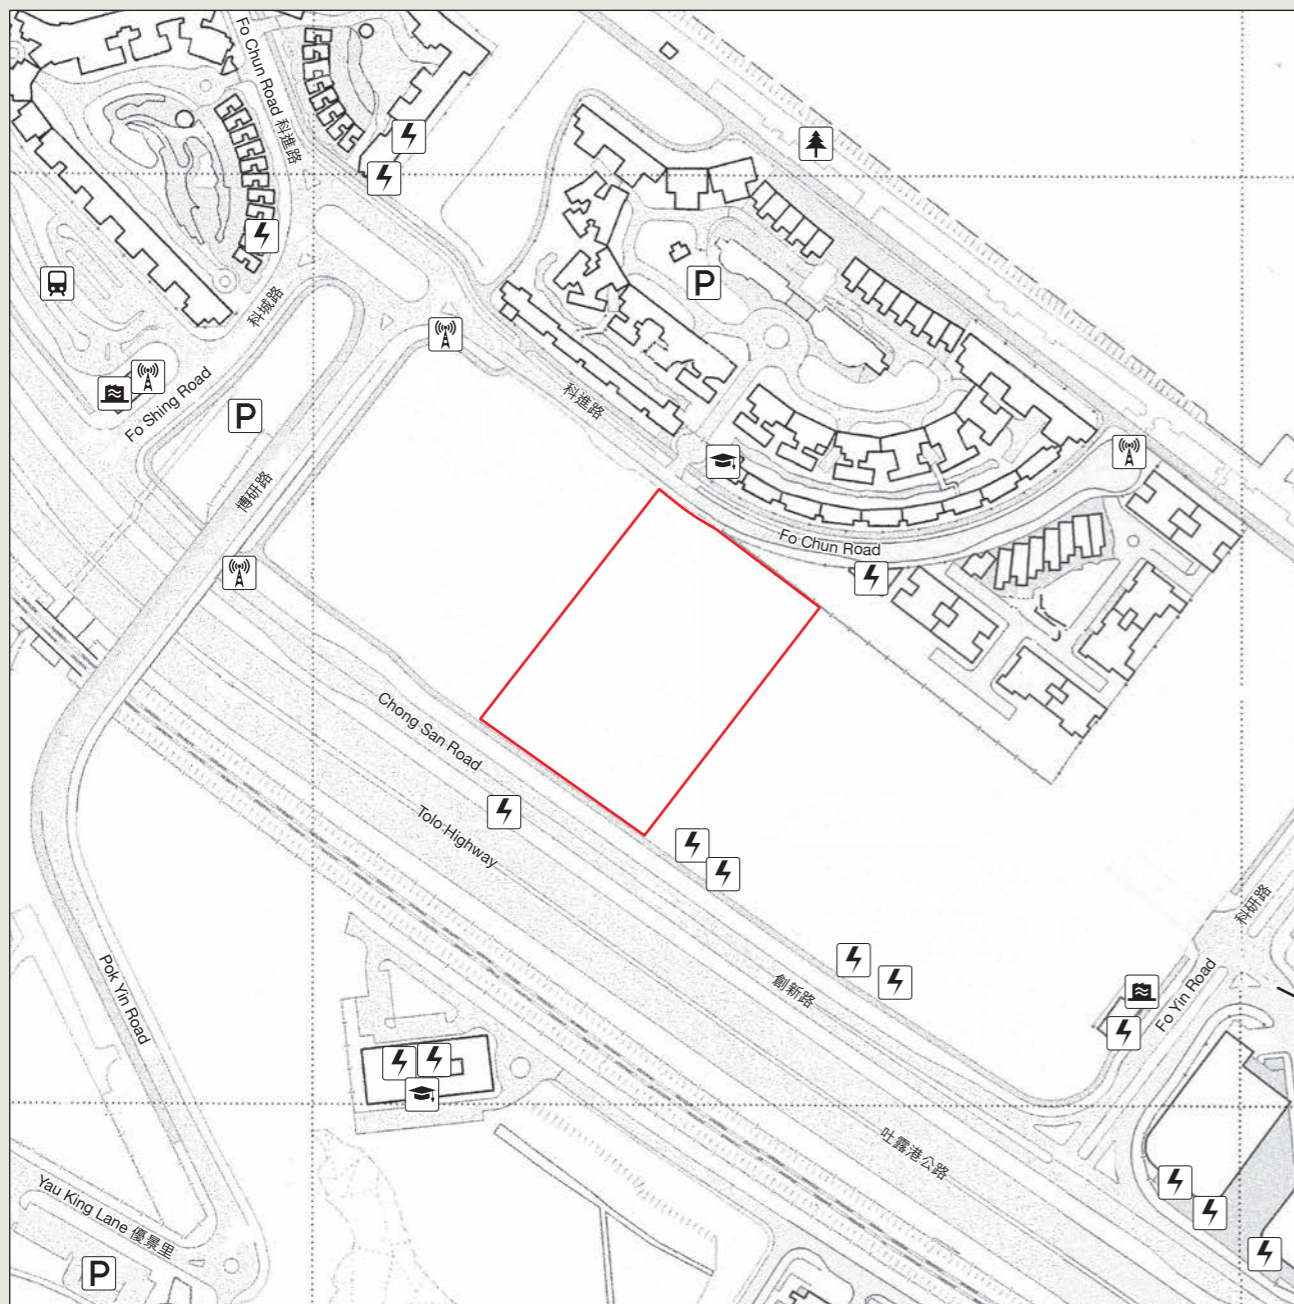 Fo Chun Road 科進路
科城路
Fo Shing Road
P
P
博研路
科進路
Fo Chun Road
Chong San Road
Tolo Highway
科研路
Fo Yin Road
創新路
Pok Yin Road
吐露港公路
Yau King Lane 優景里
P